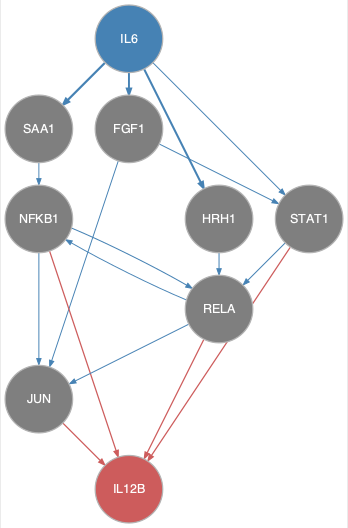 IL6
SAA1
FGF1
NFKB1
HRH1
STAT1
RELA
JUN
IL12B